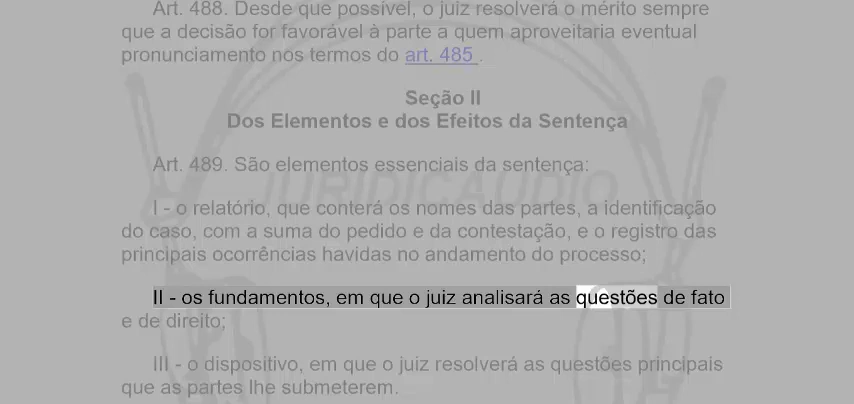 Art. 488. Desde que possível, o juiz resolverá o mérito sempre
que a decisão for favorável à parte a quem aproveitaria eventual
pronunciamento nos termos do art. 485 .
Seção II
Dos Elementos e dos Efeitos da Sentença
Art. 489. São elementos essenciais da sentença:
JURIDICAUDIO
I - o relatório, que conterá os nomes das partes, a identificação
do caso, com a suma do pedido e da contestação, e o registro das
principais ocorrências havidas no andamento do processo;
II - os fundamentos, em que o juiz analisará as questões de fato
e de direito;
III - o dispositivo, em que o juiz resolverá as questões principais
que as partes lhe submeterem.